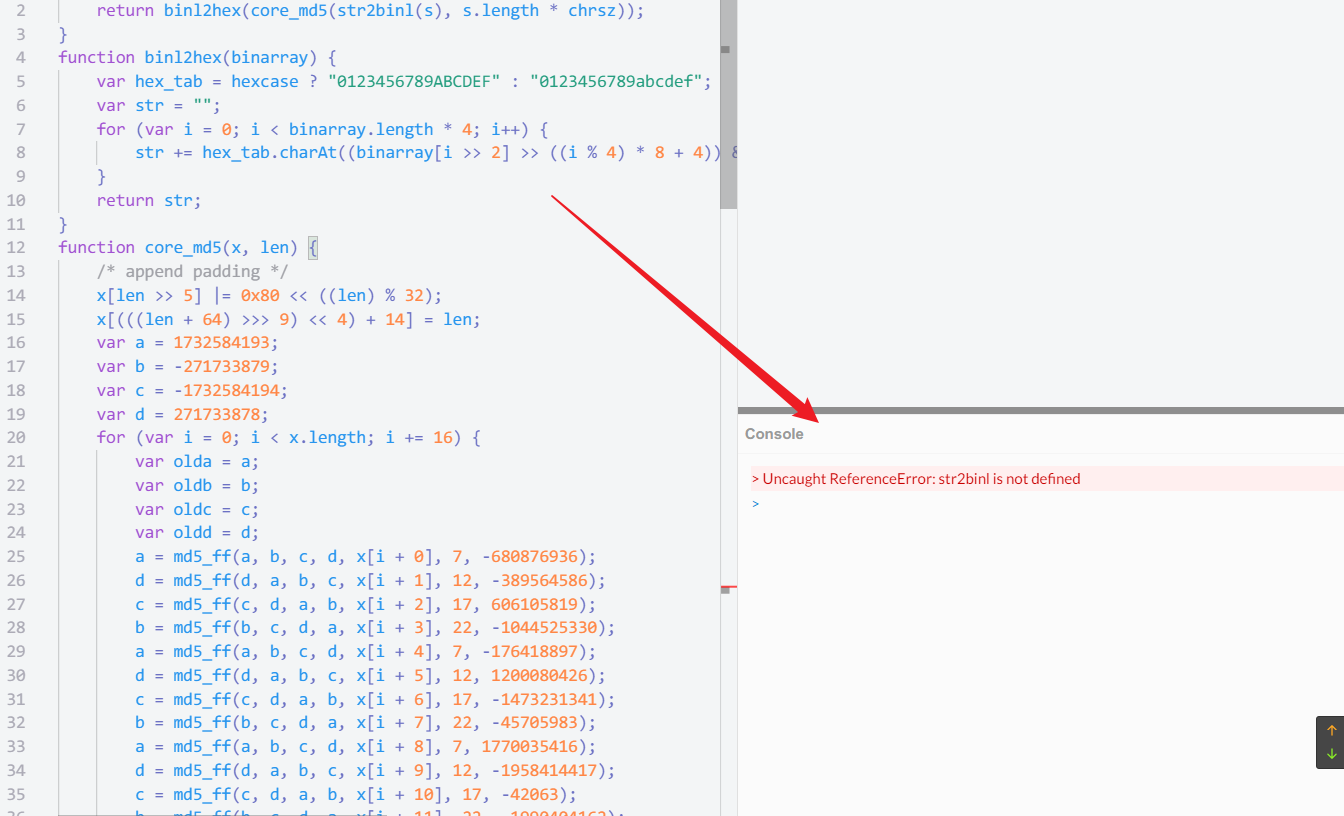 2 return binl2hex(core_md5(str2binl(s), s.length * chrsz));
3 }
4 function binl2hex(binarray) {
5 var hex_tab = hexcase ? "0123456789ABCDEF" : "0123456789abcdef";
6 var str = "";
7 for (var i = 0; i < binarray.length * 4; i++) {
8 str += hex_tab.charAt((binarray[i >> 2] >> ((i % 4) * 8 + 4)) &
9 }
10 return str;
11 }
12 function core_md5(x, len) {
13 /* append padding */
14 x[len >> 5] |= 0x80 << ((len) % 32);
15 x[(((len + 64) >>> 9) << 4) + 14] = len;
16 var a = 1732584193;
17 var b = -271733879;
18 var c = -1732584194;
19 var d = 271733878;
20 for (var i = 0; i < x.length; i += 16) {
21 var olda = a;
22 var oldb = b;
23 var oldc = c;
24 var oldd = d;
25 a = md5_ff(a, b, c, d, x[i + 0], 7, -680876936);
26 d = md5_ff(d, a, b, c, x[i + 1], 12, -389564586);
27 c = md5_ff(c, d, a, b, x[i + 2], 17, 606105819);
28 b = md5_ff(b, c, d, a, x[i + 3], 22, -1044525330);
29 a = md5_ff(a, b, c, d, x[i + 4], 7, -176418897);
30 d = md5_ff(d, a, b, c, x[i + 5], 12, 1200080426);
31 c = md5_ff(c, d, a, b, x[i + 6], 17, -1473231341);
32 b = md5_ff(b, c, d, a, x[i + 7], 22, -45705983);
33 a = md5_ff(a, b, c, d, x[i + 8], 7, 1770035416);
34 d = md5_ff(d, a, b, c, x[i + 9], 12, -1958414417);
35 c = md5_ff(c, d, a, b, x[i + 10], 17, -42063);
Console
> Uncaught ReferenceError: str2binl is not defined
>